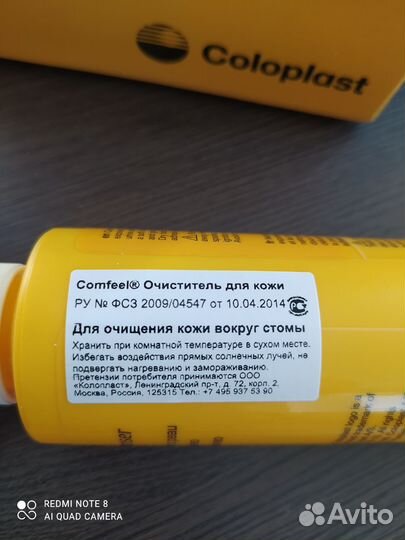 Coloplast
Comfeel® Очиститель для кожи
РУ № ФСЗ 2009/04547 от 10.04.2014
Для очищения кожи вокруг стомы
Хранить при комнатной температуре в сухом месте.
Избегать воздействия прямых солнечных лучей, не
подвергать нагреванию и замораживанию.
Претензии потребителя принимаются ООО
«Колопласт», Ленинградский пр-т, д. 72, корп. 2,
Москва, Россия, 125315 Тел.: +7 495 937 53 90
REDMI NOTE 8
AI QUAD CAMERA
Avito